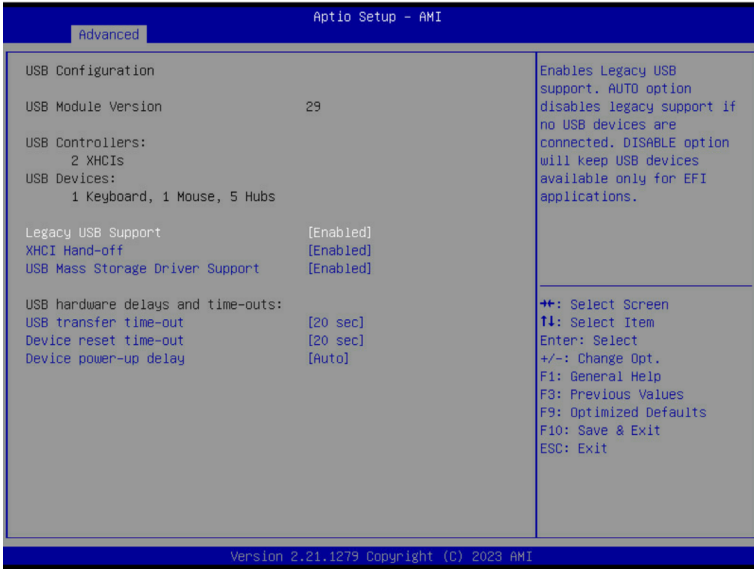 Aptio Setup – AMI
Advanced
USB Configuration
USB Module Version 29
USB Controllers:
2 XHCIs
USB Devices:
1 Keyboard, 1 Mouse, 5 Hubs
Legacy USB Support [Enabled]
XHCI Hand-off [Enabled]
USB Mass Storage Driver Support [Enabled]
USB hardware delays and time-outs:
USB transfer time-out [20 sec]
Device reset time-out [20 sec]
Device power-up delay [Auto]
Enables Legacy USB
support. AUTO option
disables legacy support if
no USB devices are
connected. DISABLE option
will keep USB devices
available only for EFI
applications.
→←: Select Screen
↑↓: Select Item
Enter: Select
+/-: Change Opt.
F1: General Help
F3: Previous Values
F9: Optimized Defaults
F10: Save & Exit
ESC: Exit
Version 2.21.1279 Copyright (C) 2023 AMI